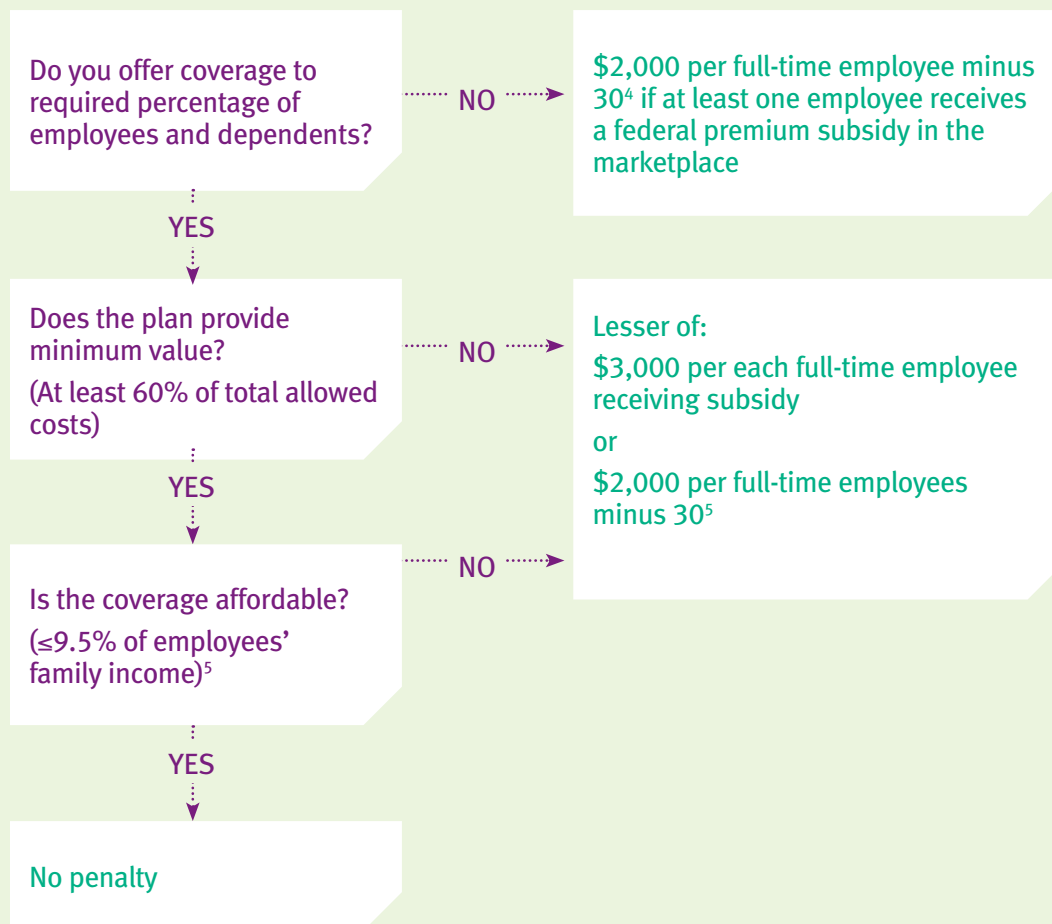 Do you offer coverage to
required percentage of
employees and dependents?
NO
$2,000 per full-time employee minus
30⁴ if at least one employee receives
a federal premium subsidy in the
marketplace
YES
Does the plan provide
minimum value?
(At least 60% of total allowed
costs)
NO
Lesser of:
$3,000 per each full-time employee
receiving subsidy
or
$2,000 per full-time employees
minus 30⁵
YES
Is the coverage affordable?
(≤9.5% of employees’
family income)⁵
NO
YES
No penalty